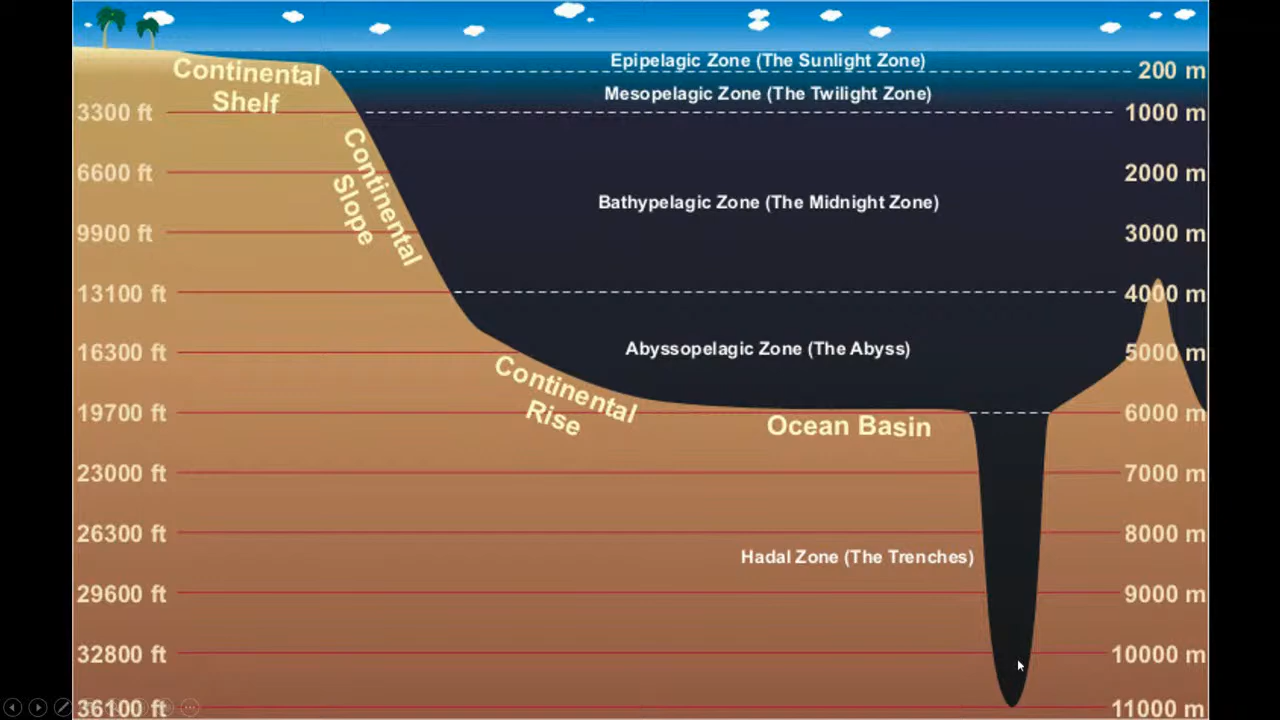 Epipelagic Zone (The Sunlight Zone)
Continental
Shelf
200 m
Mesopelagic Zone (The Twilight Zone)
3300 ft
1000 m
Continental
Slope
6600 ft
2000 m
Bathypelagic Zone (The Midnight Zone)
9900 ft
3000 m
13100 ft
4000 m
Abyssopelagic Zone (The Abyss)
16300 ft
5000 m
Continental
Rise
19700 ft
6000 m
Ocean Basin
23000 ft
7000 m
26300 ft
8000 m
Hadal Zone (The Trenches)
29600 ft
9000 m
32800 ft
10000 m
36100 ft
11000 m